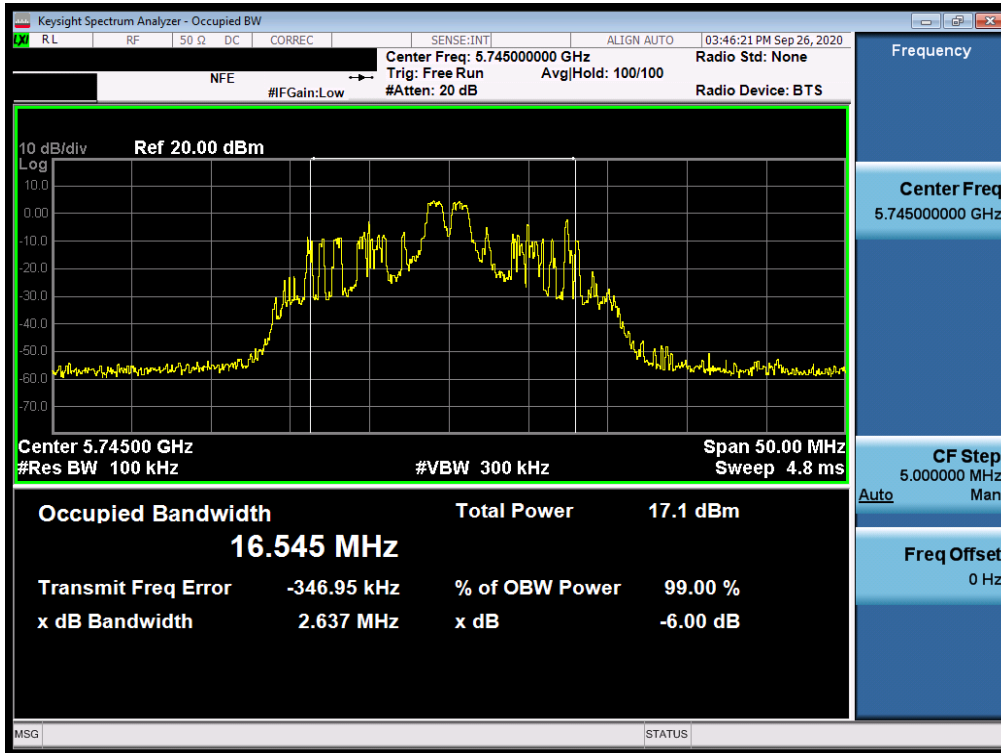 Keysight Spectrum Analyzer - Occupied BW
LXI RL RF 50 Ω DC CORREC SENSE:INT ALIGN AUTO 03:46:21 PM Sep 26, 2020
Center Freq: 5.745000000 GHz Radio Std: None
NFE Trig: Free Run Avg|Hold: 100/100
#IFGain:Low #Atten: 20 dB Radio Device: BTS
Frequency
10 dB/div Ref 20.00 dBm
Log
10.0
0.00
-10.0
-20.0
-30.0
-40.0
-50.0
-60.0
-70.0
Center 5.74500 GHz Span 50.00 MHz
#Res BW 100 kHz #VBW 300 kHz Sweep 4.8 ms
Occupied Bandwidth Total Power 17.1 dBm
16.545 MHz
Transmit Freq Error -346.95 kHz % of OBW Power 99.00 %
x dB Bandwidth 2.637 MHz x dB -6.00 dB
Center Freq
5.745000000 GHz
CF Step
5.000000 MHz
Auto Man
Freq Offset
0 Hz
MSG STATUS